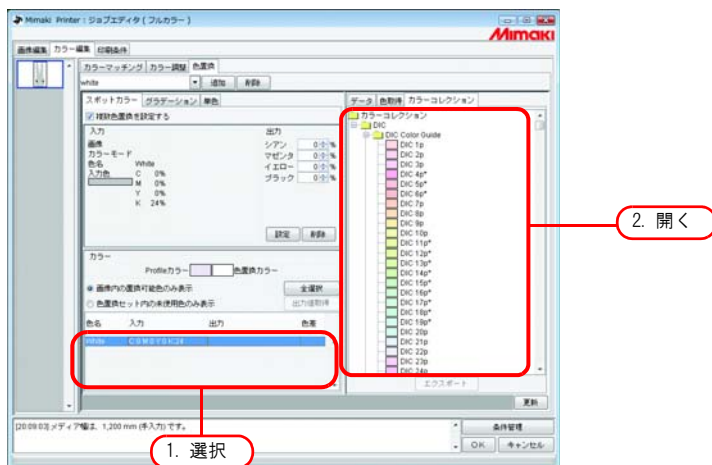 Mimaki Printer : ジョブエディタ ( フルカラー )
Mimaki
画像編集 カラー編集 印刷条件
カラーマッチング カラー調整 色置換
white 追加 削除
スポットカラー グラデーション 単色
複数色置換を設定する
入力
画像
カラーモード
色名 White
入力色 C 0%
M 0%
Y 0%
K 24%
出力
シアン 0 %
マゼンタ 0 %
イエロー 0 %
ブラック 0 %
設定 削除
カラー
Profileカラー 色置換カラー
画像内の置換可能色のみ表示 全選択
色置換セット内の未使用色のみ表示 出力値取得
色名 入力 出力 色差
White C:0 M:0 Y:0 K:24
データ 色取得 カラーコレクション
カラーコレクション
DIC
DIC Color Guide
DIC 1p
DIC 2p
DIC 3p
DIC 4p*
DIC 5p*
DIC 6p*
DIC 7p
DIC 8p
DIC 9p
DIC 10p
DIC 11p*
DIC 12p*
DIC 13p*
DIC 14p*
DIC 15p*
DIC 16p*
DIC 17p*
DIC 18p*
DIC 19p*
DIC 20p
DIC 21p
DIC 22p
DIC 23p
DIC 24p
エクスポート
更新
[20:09:03] メディア幅は、1,200 mm (手入力) です。
条件管理
OK キャンセル
1. 選択
2. 開く